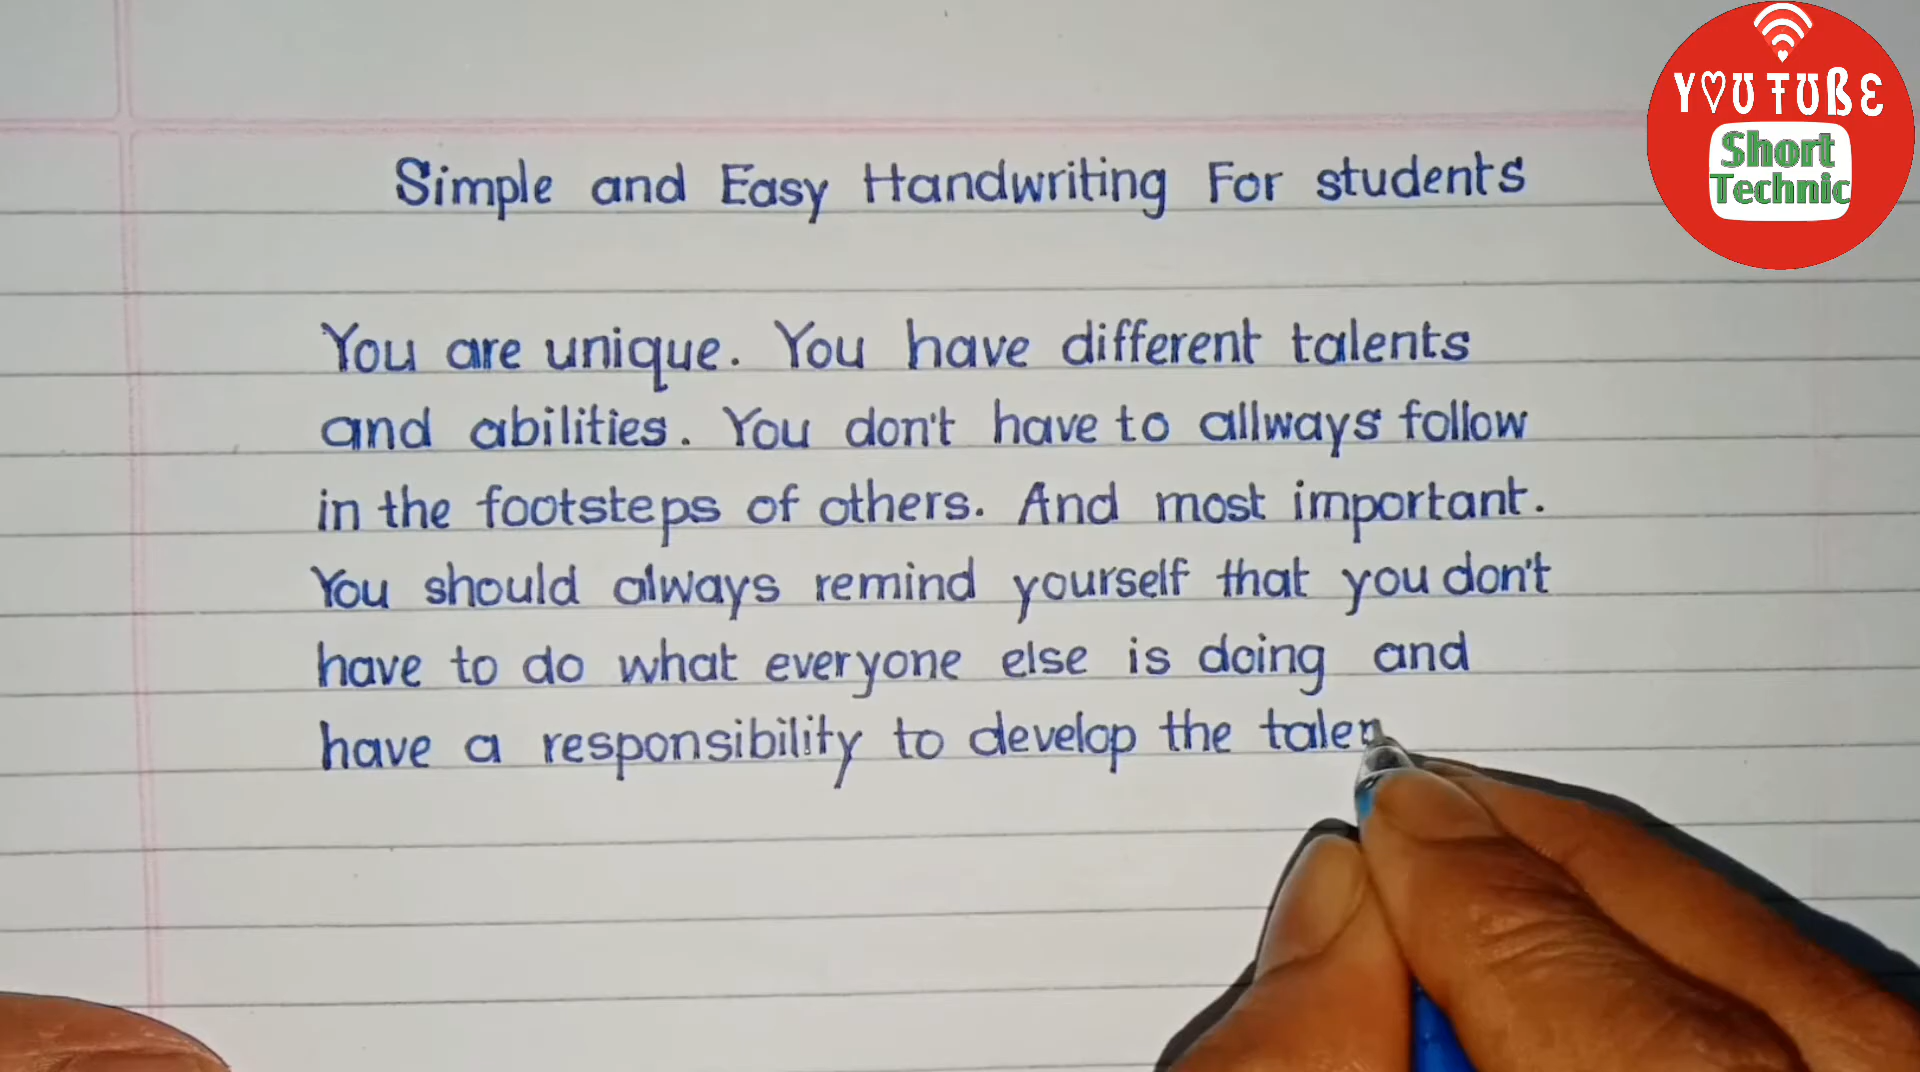 YOUTUBE
Short
Technic
Simple and Easy Handwriting For students
You are unique. You have different talents
and abilities. You don't have to allways follow
in the footsteps of others. And most important.
You should always remind yourself that you don't
have to do what everyone else is doing and
have a responsibility to develop the talen